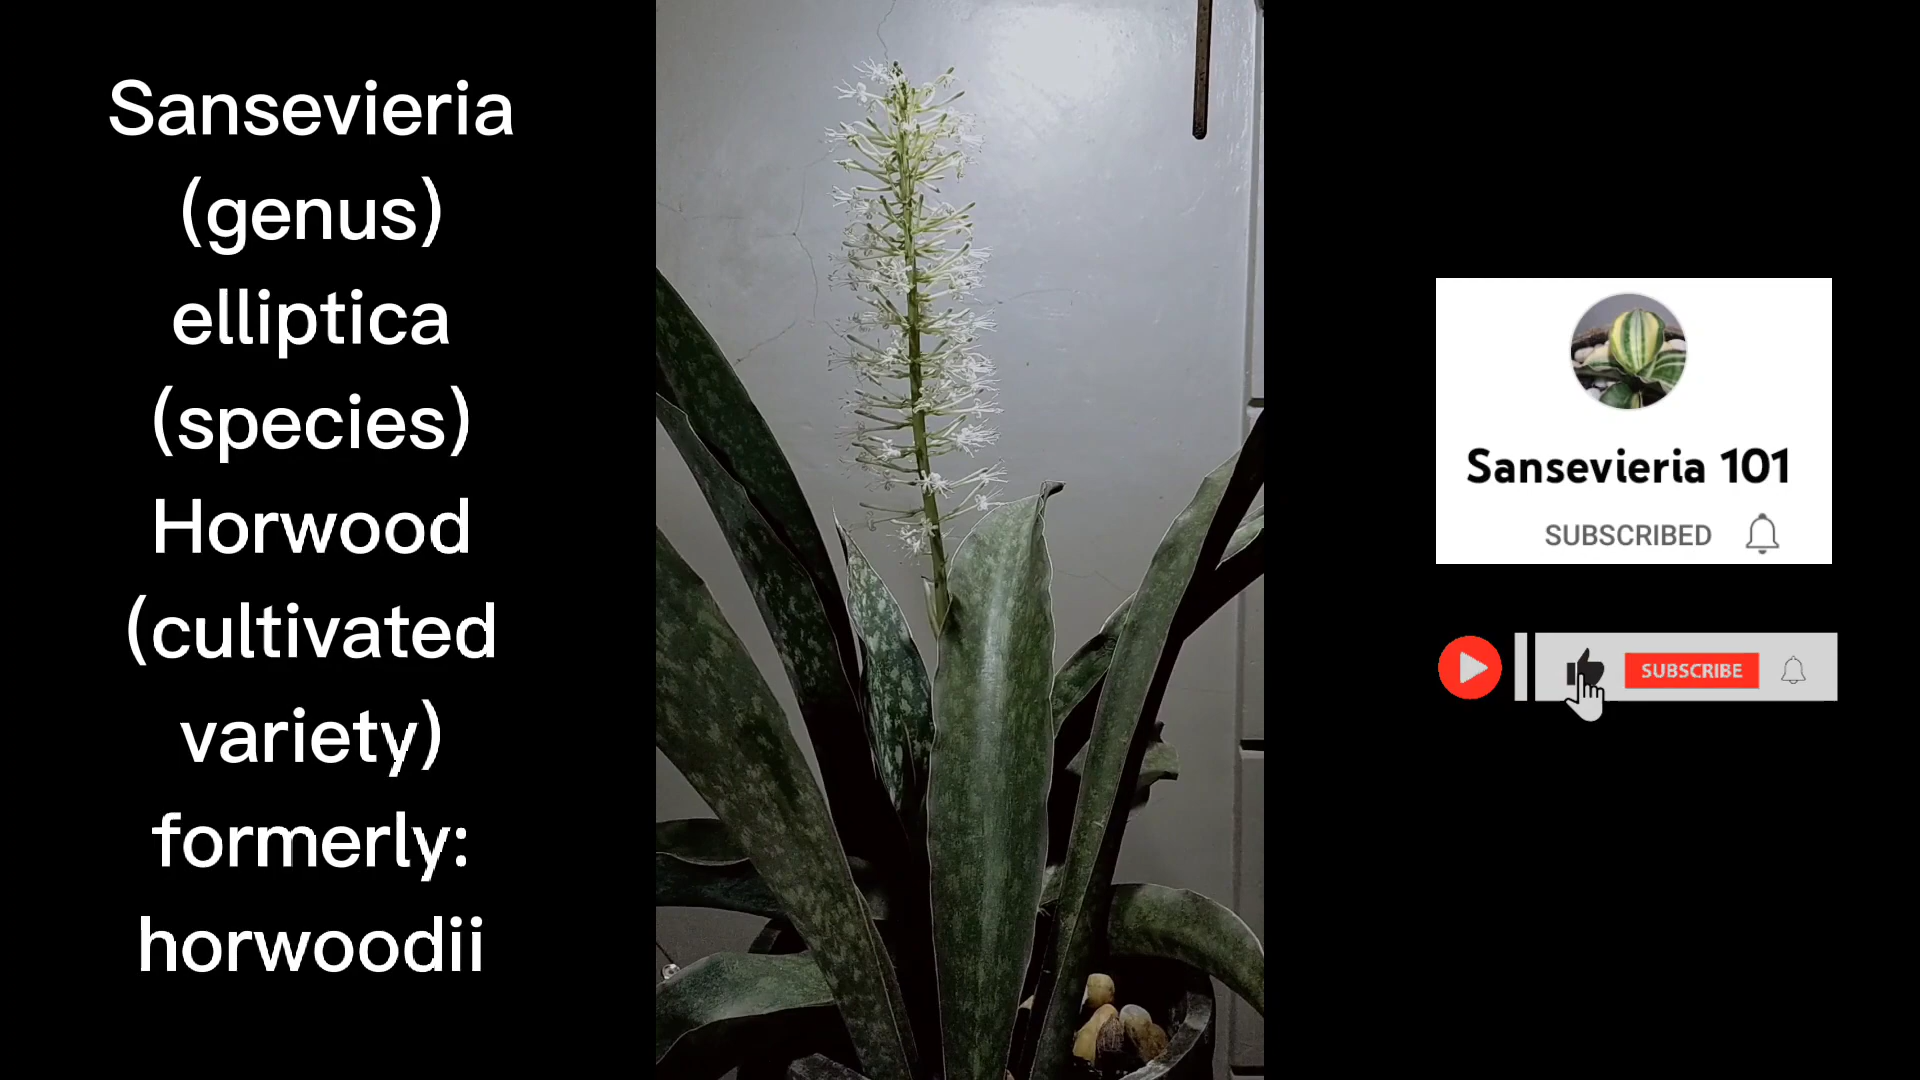 Sansevieria
(genus)
elliptica
(species)
Horwood
(cultivated
variety)
formerly:
horwoodii
Sansevieria 101
SUBSCRIBED
SUBSCRIBE